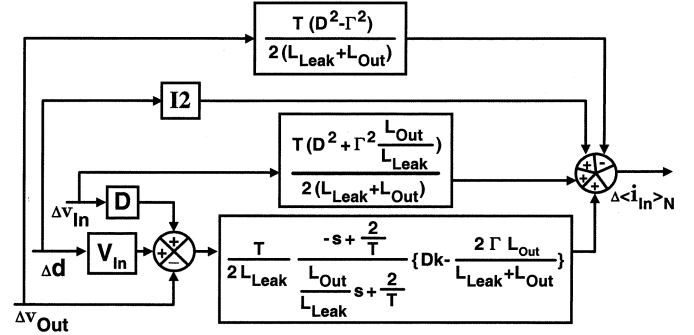 T (D² - Γ²)
2 (L_Leak + L_Out)
I2
T (D² + Γ² L_Out / L_Leak)
2 (L_Leak + L_Out)
+ - + + +
Δ<i_In>_N
Δv_In
D
Δd
V_In
+ + −
T / 2 L_Leak
-s + 2/T
L_Out / L_Leak s + 2/T
{Dk - 2 Γ L_Out / L_Leak + L_Out}
Δv_Out